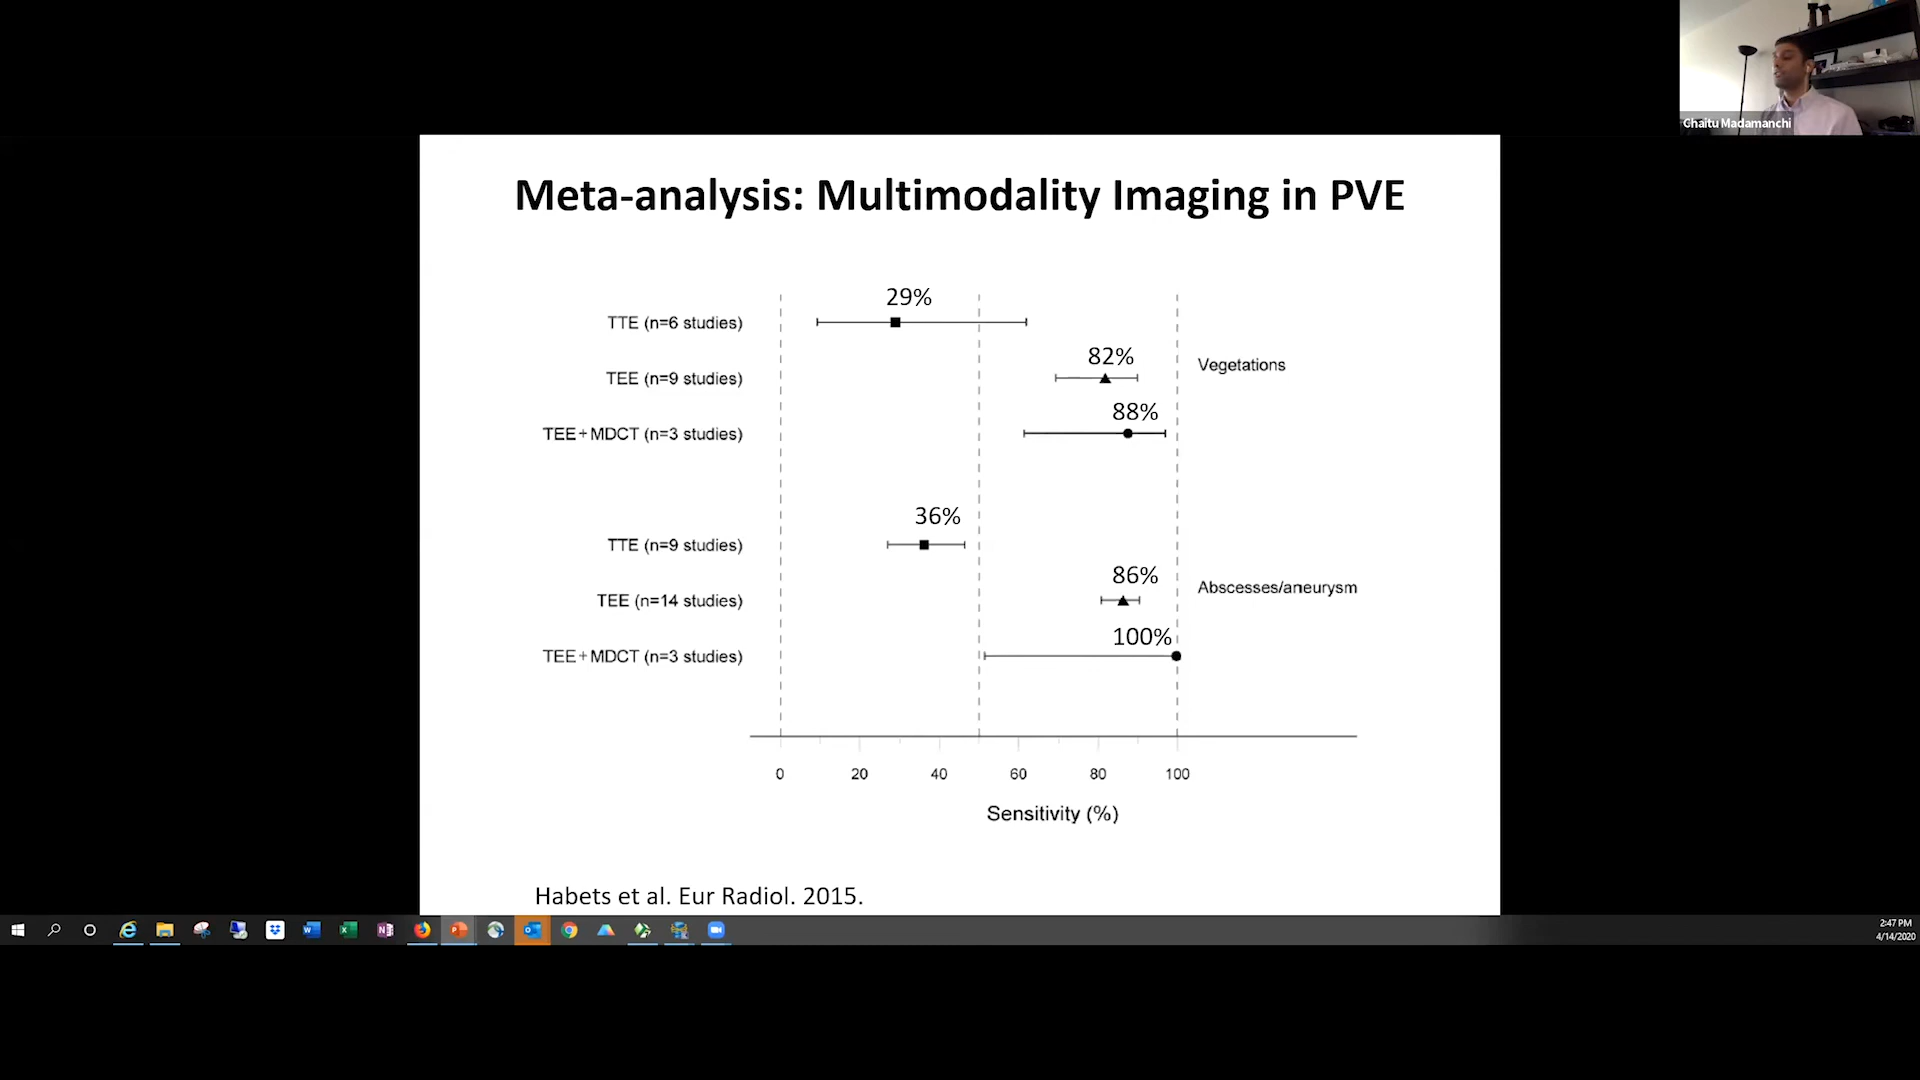 Chaitu Madamanchi
Meta-analysis: Multimodality Imaging in PVE
29%
TTE (n=6 studies)
82%
TEE (n=9 studies)
Vegetations
88%
TEE+MDCT (n=3 studies)
36%
TTE (n=9 studies)
86%
TEE (n=14 studies)
Abscesses/aneurysm
100%
TEE+MDCT (n=3 studies)
0 20 40 60 80 100
Sensitivity (%)
Habets et al. Eur Radiol. 2015.
2:47 PM
4/14/2020